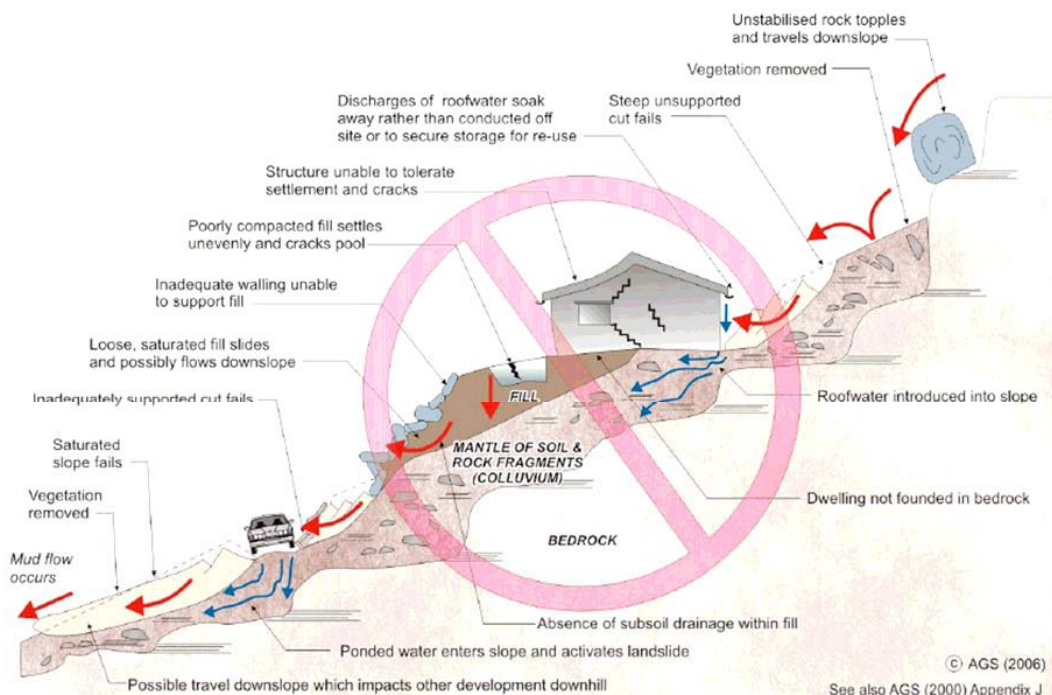 Unstabilised rock topples
and travels downslope
Vegetation removed
Discharges of roofwater soak
away rather than conducted off
site or to secure storage for re-use
Steep unsupported
cut fails
Structure unable to tolerate
settlement and cracks
Poorly compacted fill settles
unevenly and cracks pool
Inadequate walling unable
to support fill
Loose, saturated fill slides
and possibly flows downslope
Inadequately supported cut fails
Saturated
slope fails
Vegetation
removed
Mud flow
occurs
FILL
MANTLE OF SOIL &
ROCK FRAGMENTS
(COLLUVIUM)
BEDROCK
Roofwater introduced into slope
Dwelling not founded in bedrock
Absence of subsoil drainage within fill
Ponded water enters slope and activates landslide
Possible travel downslope which impacts other development downhill
© AGS (2006)
See also AGS (2000) Appendix J